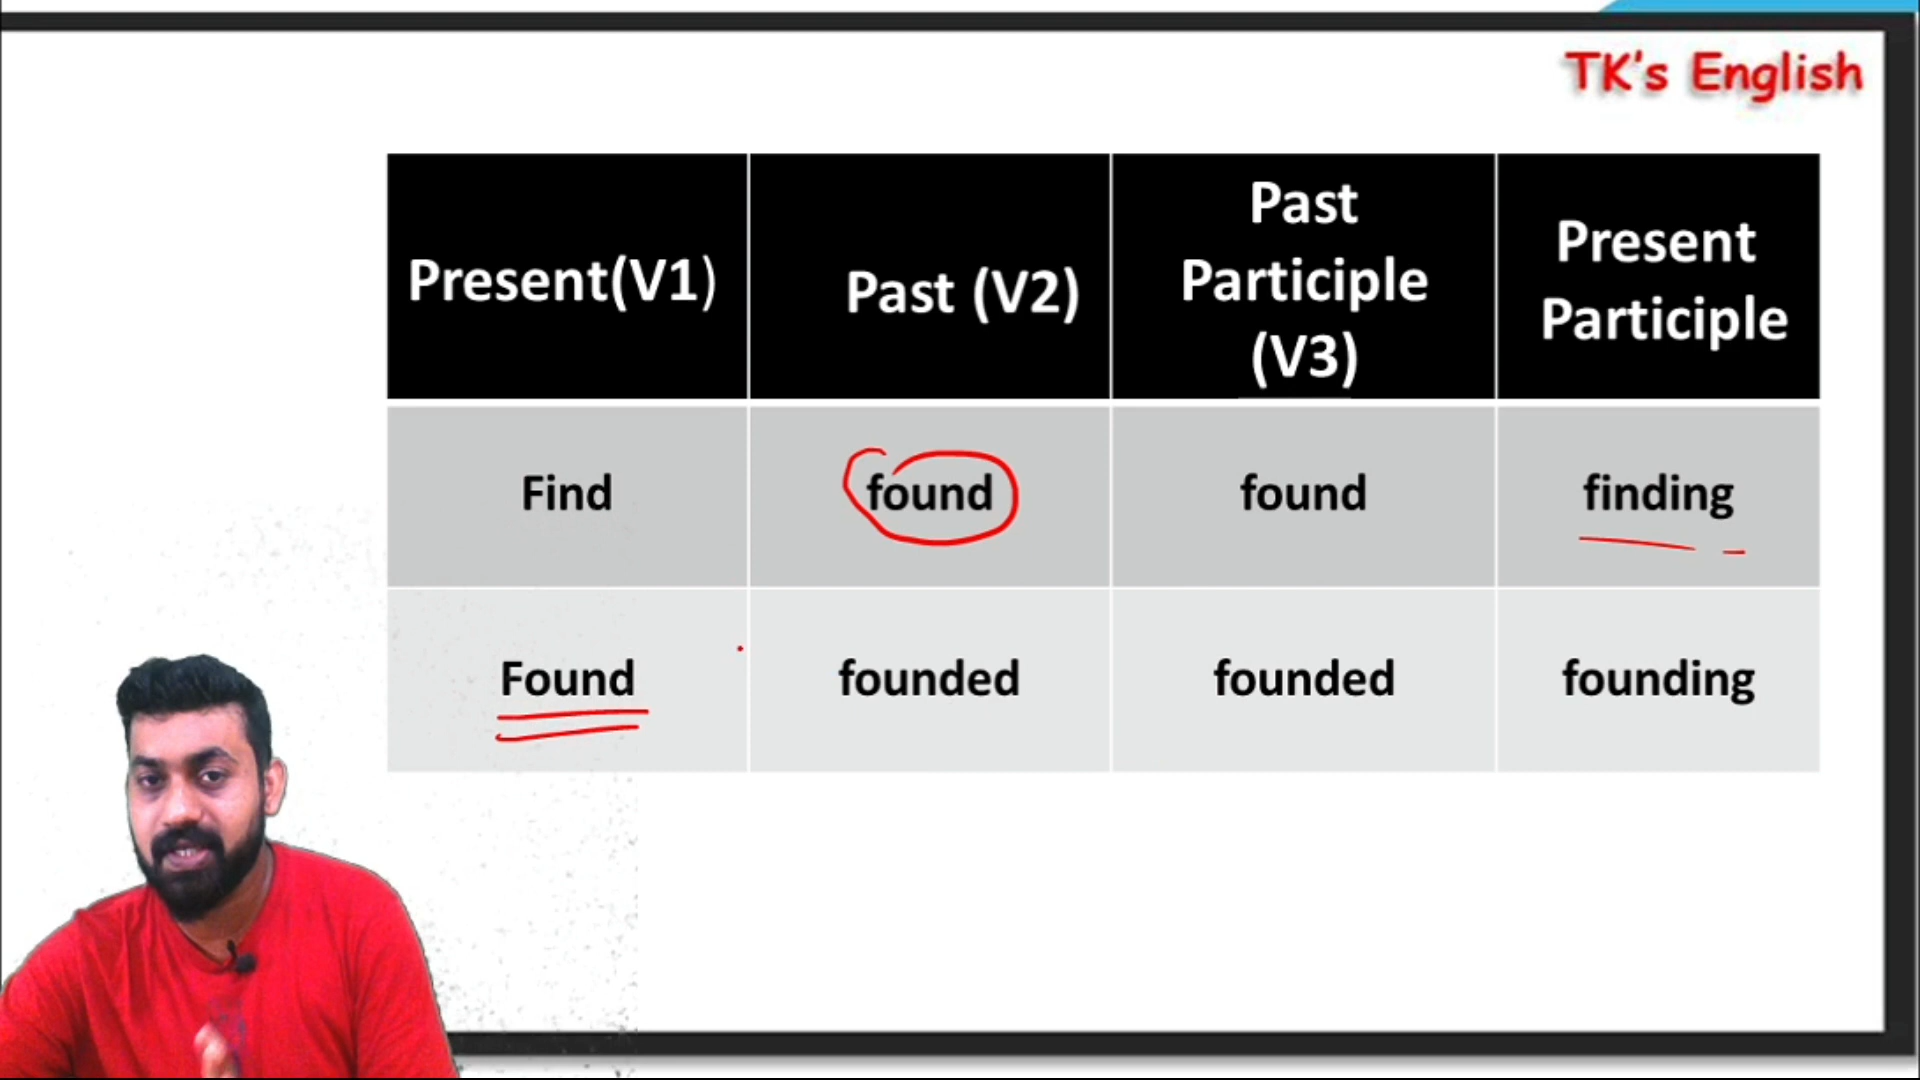 TK's English
Present(V1)
Past (V2)
Past
Participle
(V3)
Present
Participle
Find
found
found
finding
Found
founded
founded
founding